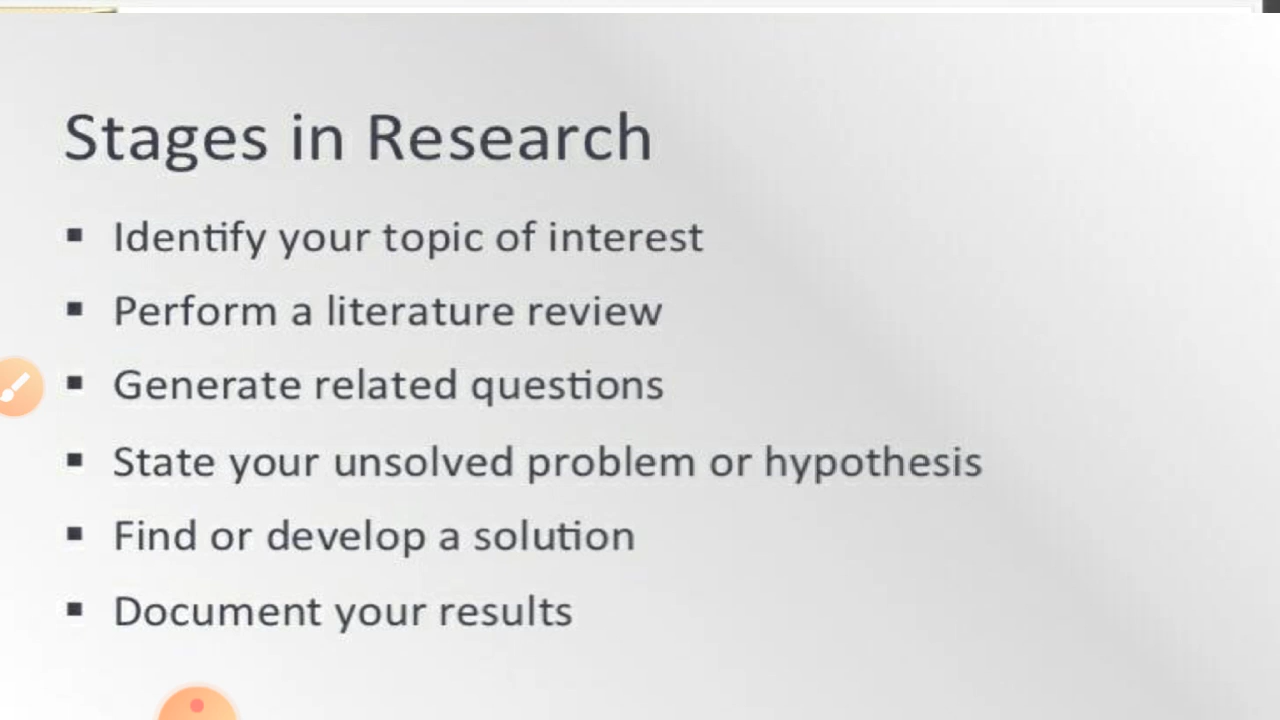 Stages in Research
▪ Identify your topic of interest
▪ Perform a literature review
▪ Generate related questions
▪ State your unsolved problem or hypothesis
▪ Find or develop a solution
▪ Document your results